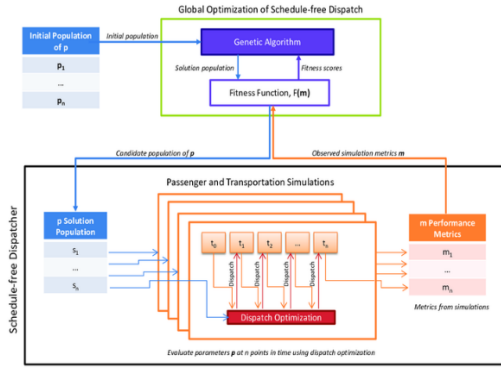 Global Optimization of Schedule-free Dispatch
Initial Population
of p
Initial population
Genetic Algorithm
p₁
...
pₙ
Solution population
Fitness scores
Fitness Function, F(m)
Candidate population of p
Observed simulation metrics m
Schedule-free Dispatcher
Passenger and Transportation Simulations
p Solution
Population
m Performance
Metrics
s₁
...
sₙ
t₀
t₁
t₂
...
tₙ
m₁
...
mₙ
Dispatch
Dispatch
Dispatch
Dispatch
Dispatch Optimization
Metrics from simulations
Evaluate parameters p at n points in time using dispatch optimization